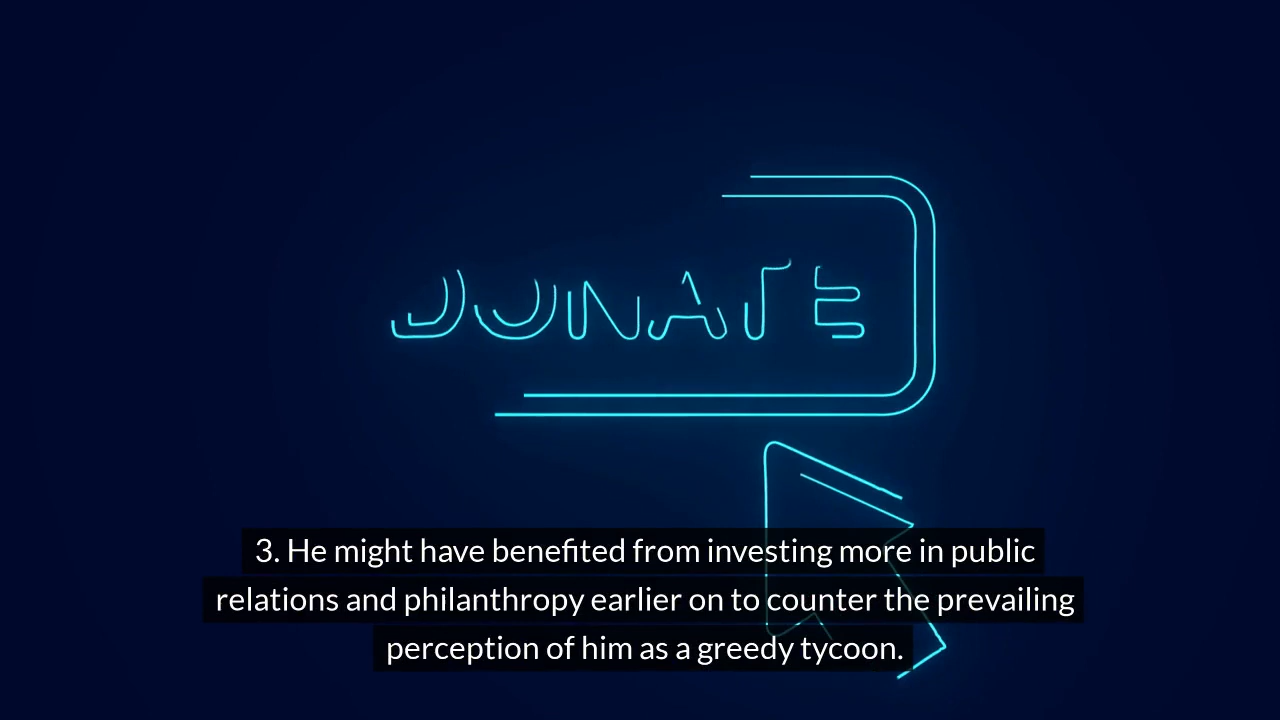 DONATE
3. He might have benefited from investing more in public
relations and philanthropy earlier on to counter the prevailing
perception of him as a greedy tycoon.